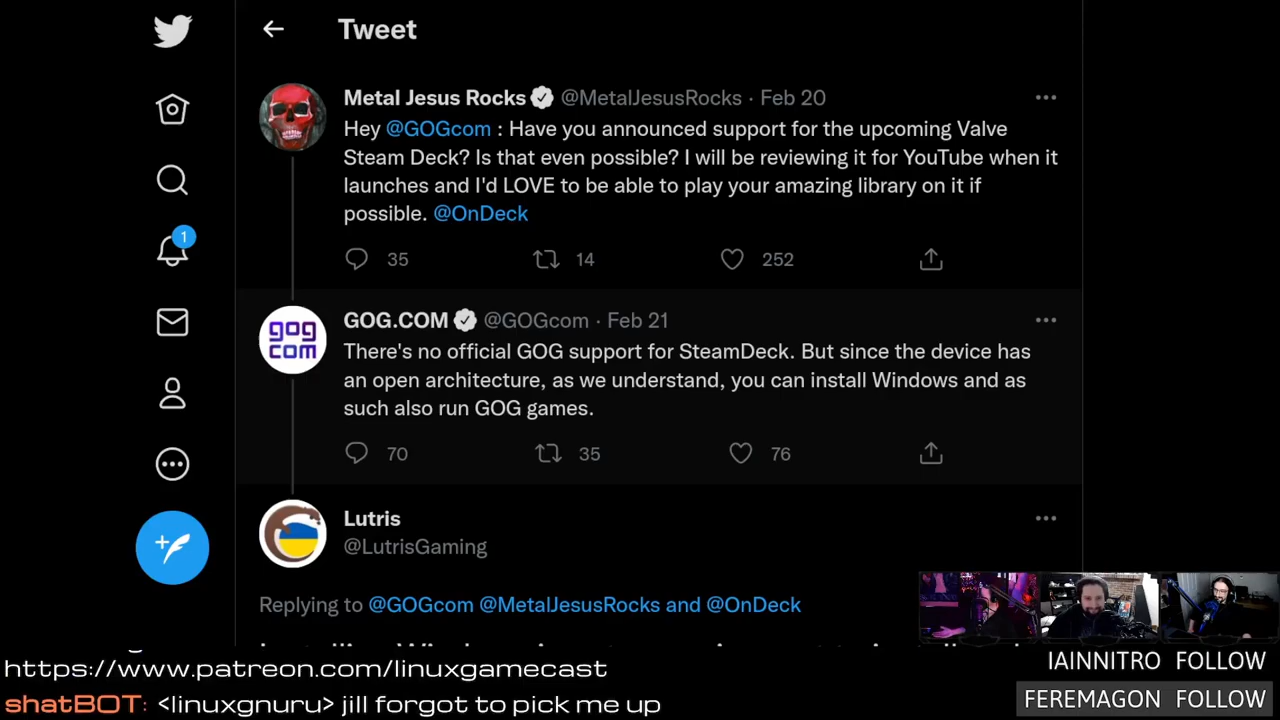 Tweet
Metal Jesus Rocks @MetalJesusRocks · Feb 20
Hey @GOGcom : Have you announced support for the upcoming Valve
Steam Deck? Is that even possible? I will be reviewing it for YouTube when it
launches and I'd LOVE to be able to play your amazing library on it if
possible. @OnDeck
35 14 252
gog
com
GOG.COM @GOGcom · Feb 21
There's no official GOG support for SteamDeck. But since the device has
an open architecture, as we understand, you can install Windows and as
such also run GOG games.
70 35 76
1
Lutris
@LutrisGaming
Replying to @GOGcom @MetalJesusRocks and @OnDeck
https://www.patreon.com/linuxgamecast
shatBOT: <linuxgnuru> jill forgot to pick me up
IAINNITRO FOLLOW
FEREMAGON FOLLOW